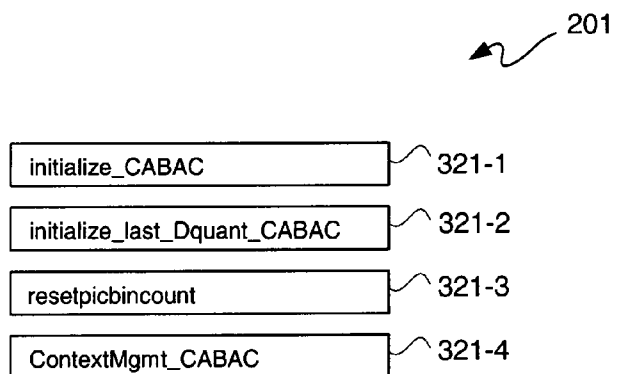 201
initialize_CABAC 321-1
initialize_last_Dquant_CABAC 321-2
resetpicbincount 321-3
ContextMgmt_CABAC 321-4